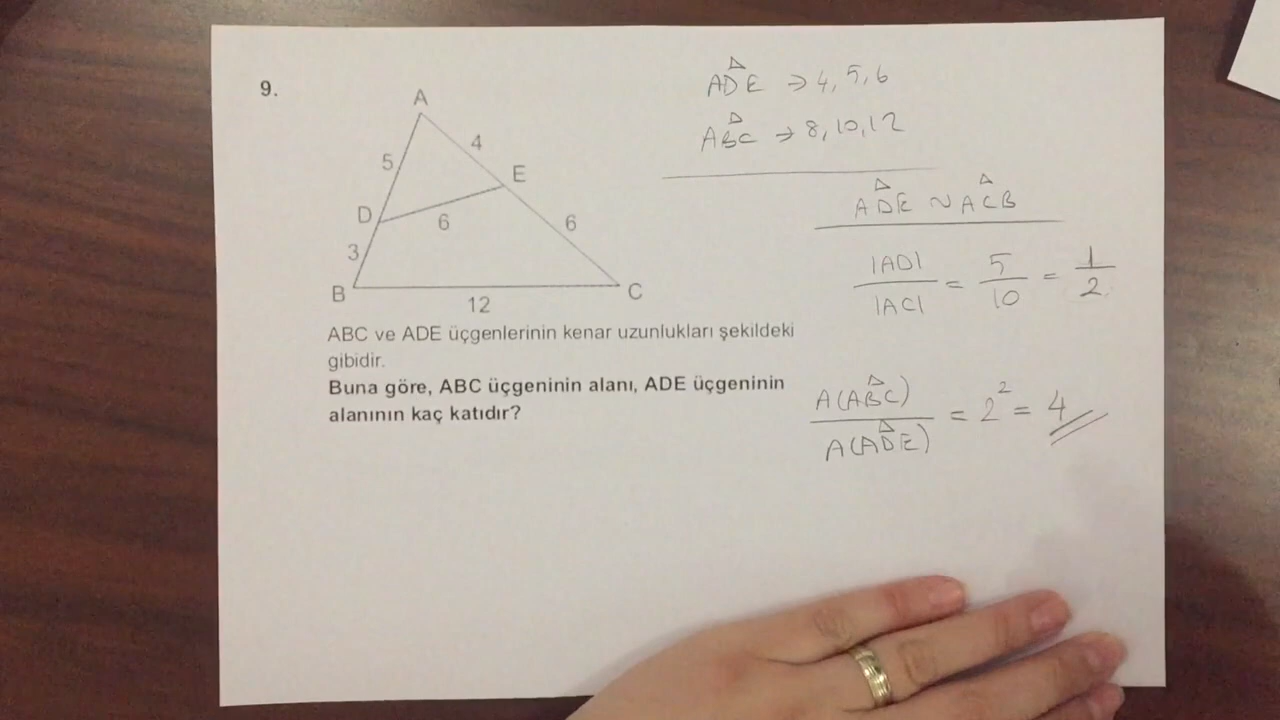 9.
A
5
4
E
D
6
6
3
B
12
C
ABC ve ADE üçgenlerinin kenar uzunlukları şekildeki
gibidir.
Buna göre, ABC üçgeninin alanı, ADE üçgeninin
alanının kaç katıdır?
ADE → 4, 5, 6
ABC → 8, 10, 12
ADE ~ ACB
|AD| / |AC| = 5/10 = 1/2
A(ABC) / A(ADE) = 2² = 4